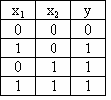 x₁ x₂ y
0 0 0
1 0 1
0 1 1
1 1 1